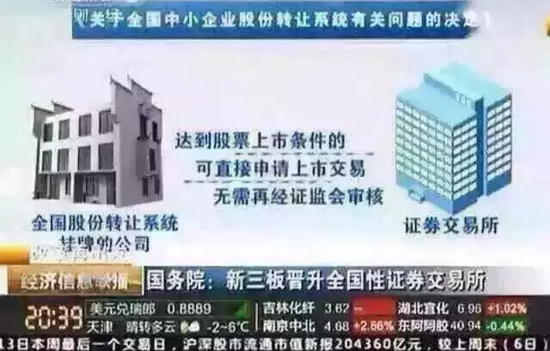 《关于全国中小企业股份转让系统有关问题的决定》
达到股票上市条件的
可直接申请上市交易
无需再经证监会审核
全国股份转让系统
挂牌的公司
证券交易所
经济信息联播
国务院：新三板晋升全国性证券交易所
20:39
美元兑瑞郎 0.8889
吉林化纤 3.62
湖北宜化 6.96 +1.02%
天津 晴转多云 -2~6℃
南京中北 4.68 +2.86%
东阿阿胶 40.94 -0.44%
13日本周最后一个交易日，沪深股市流通市值新报204360亿元，较上周末（6日）